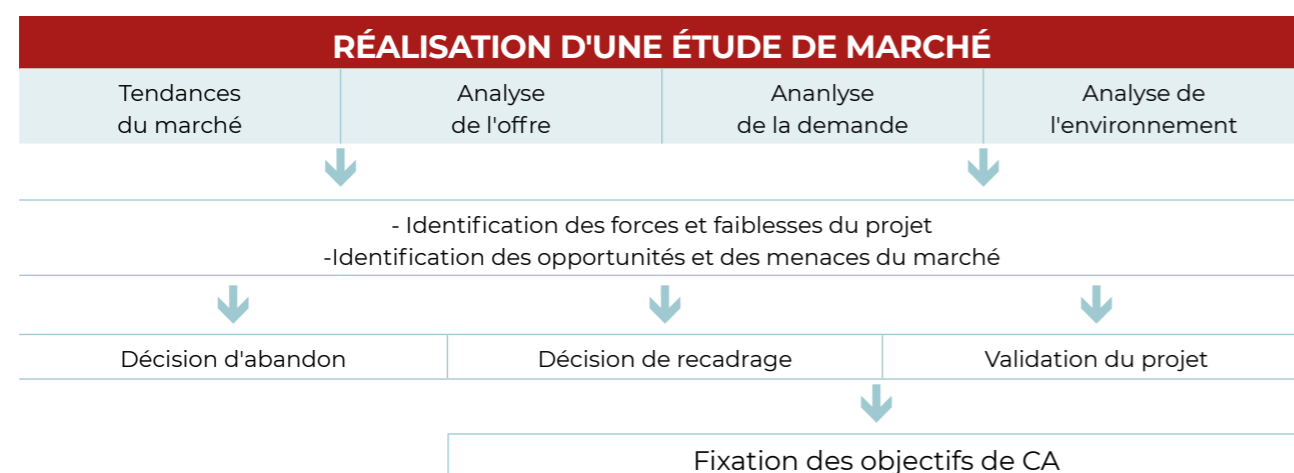 RÉALISATION D'UNE ÉTUDE DE MARCHÉ
Tendances
du marché
Analyse
de l'offre
Ananlyse
de la demande
Analyse de
l'environnement
- Identification des forces et faiblesses du projet
-Identification des opportunités et des menaces du marché
Décision d'abandon
Décision de recadrage
Validation du projet
Fixation des objectifs de CA